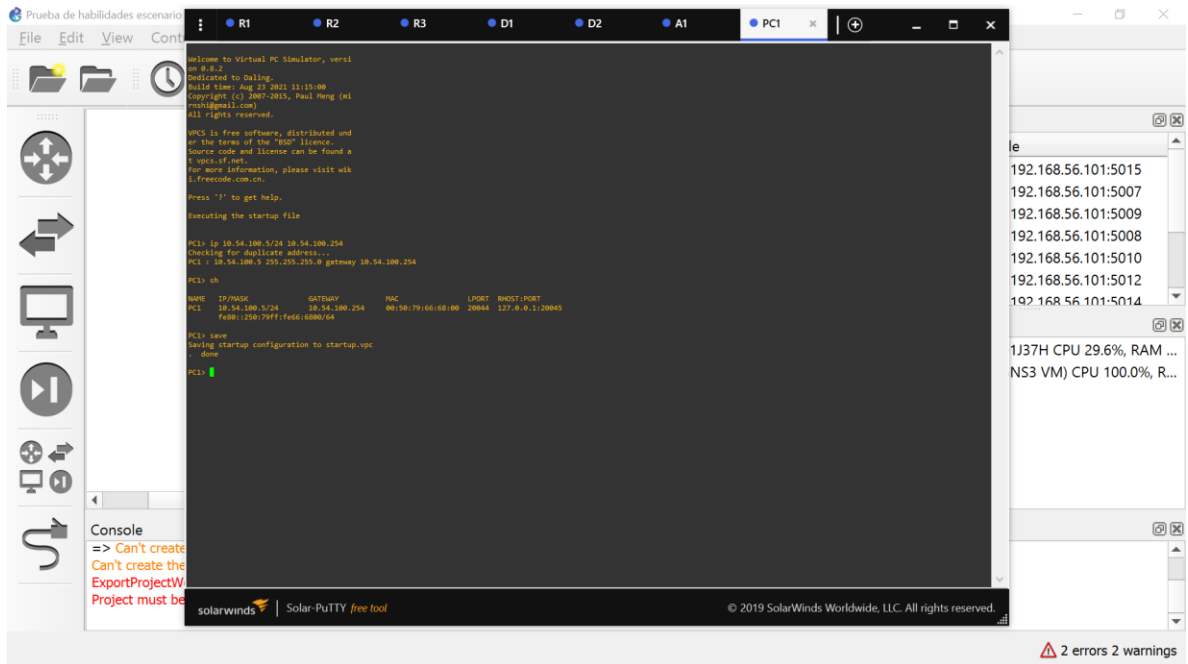 Prueba de habilidades escenario
File Edit View Cont
R1 R2 R3 D1 D2 A1 PC1
Welcome to Virtual PC Simulator, versi
on 0.8.2
Dedicated to Daling.
Build time: Aug 23 2021 11:15:00
Copyright (c) 2007-2015, Paul Meng (mi
rnshi@gmail.com)
All rights reserved.
VPCS is free software, distributed und
er the terms of the "BSD" licence.
Source code and license can be found a
t vpcs.sf.net.
For more information, please visit wik
i.freecode.com.cn.
Press '?' to get help.
Executing the startup file
PC1> ip 10.54.100.5/24 10.54.100.254
Checking for duplicate address...
PC1 : 10.54.100.5 255.255.255.0 gateway 10.54.100.254
PC1> sh
NAME IP/MASK GATEWAY MAC LPORT RHOST:PORT
PC1 10.54.100.5/24 10.54.100.254 00:50:79:66:68:00 20044 127.0.0.1:20045
fe80::250:79ff:fe66:6800/64
PC1> save
Saving startup configuration to startup.vpc
. done
PC1>
le
192.168.56.101:5015
192.168.56.101:5007
192.168.56.101:5009
192.168.56.101:5008
192.168.56.101:5010
192.168.56.101:5012
192.168.56.101:5014
1J37H CPU 29.6%, RAM ...
NS3 VM) CPU 100.0%, R...
Console
=> Can't create
Can't create the
ExportProjectW
Project must be
solarwinds Solar-PuTTY free tool
© 2019 SolarWinds Worldwide, LLC. All rights reserved.
2 errors 2 warnings